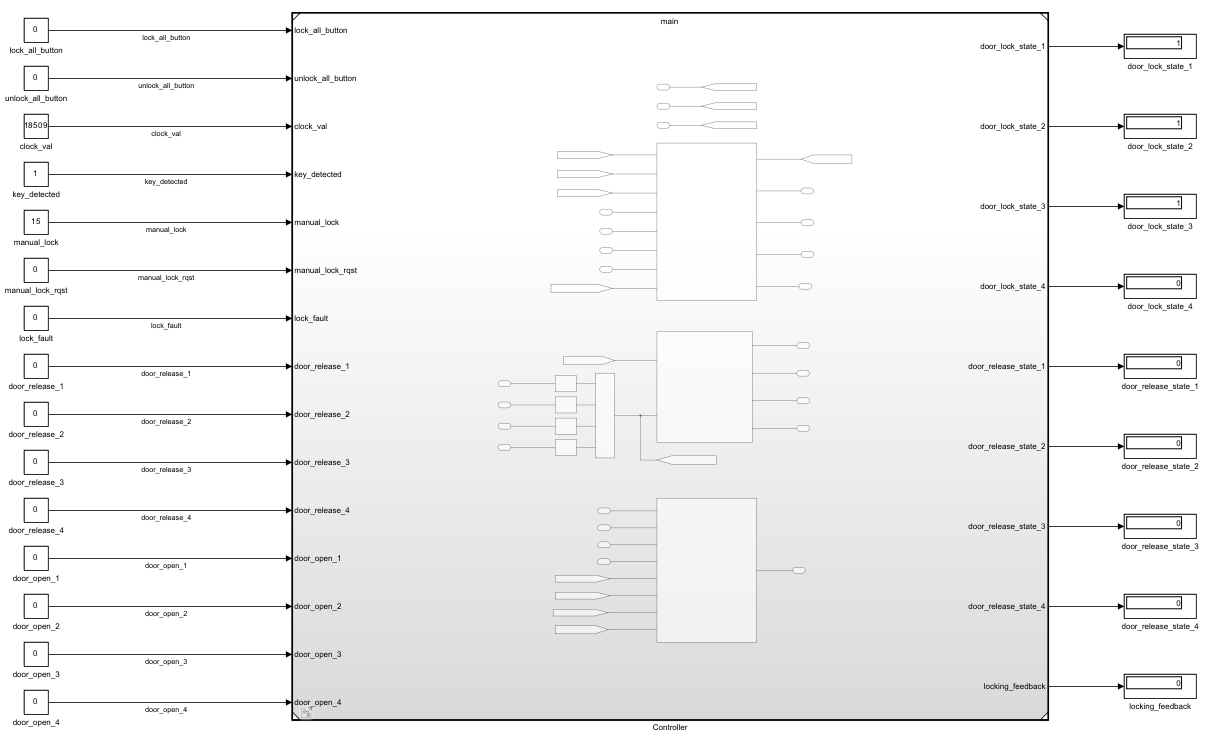 main
0
lock_all_button
lock_all_button
lock_all_button
0
unlock_all_button
unlock_all_button
unlock_all_button
18509
clock_val
clock_val
clock_val
1
key_detected
key_detected
key_detected
15
manual_lock
manual_lock
manual_lock
0
manual_lock_rqst
manual_lock_rqst
manual_lock_rqst
0
lock_fault
lock_fault
lock_fault
0
door_release_1
door_release_1
door_release_1
0
door_release_2
door_release_2
door_release_2
0
door_release_3
door_release_3
door_release_3
0
door_release_4
door_release_4
door_release_4
0
door_open_1
door_open_1
door_open_1
0
door_open_2
door_open_2
door_open_2
0
door_open_3
door_open_3
door_open_3
0
door_open_4
door_open_4
door_open_4
door_lock_state_1
1
door_lock_state_1
door_lock_state_2
1
door_lock_state_2
door_lock_state_3
1
door_lock_state_3
door_lock_state_4
0
door_lock_state_4
door_release_state_1
0
door_release_state_1
door_release_state_2
0
door_release_state_2
door_release_state_3
0
door_release_state_3
door_release_state_4
0
door_release_state_4
locking_feedback
0
locking_feedback
Controller